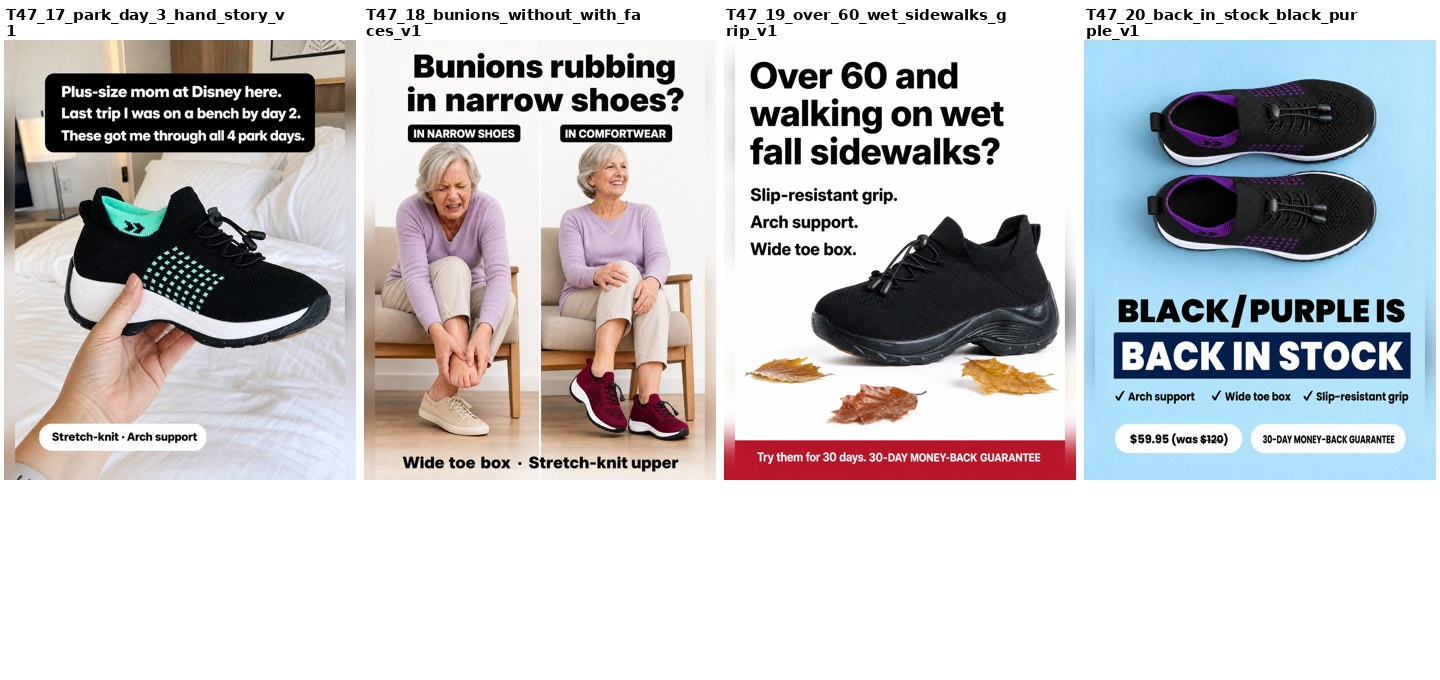 T47_17_park_day_3_hand_story_v
1
Plus-size mom at Disney here.
Last trip I was on a bench by day 2.
These got me through all 4 park days.
Stretch-knit · Arch support
T47_18_bunions_without_with_fa
ces_v1
Bunions rubbing
in narrow shoes?
IN NARROW SHOES
IN COMFORTWEAR
Wide toe box · Stretch-knit upper
T47_19_over_60_wet_sidewalks_g
rip_v1
Over 60 and
walking on wet
fall sidewalks?
Slip-resistant grip.
Arch support.
Wide toe box.
Try them for 30 days. 30-DAY MONEY-BACK GUARANTEE
T47_20_back_in_stock_black_pur
ple_v1
BLACK/PURPLE IS
BACK IN STOCK
✓ Arch support ✓ Wide toe box ✓ Slip-resistant grip
$59.95 (was $120)
30-DAY MONEY-BACK GUARANTEE